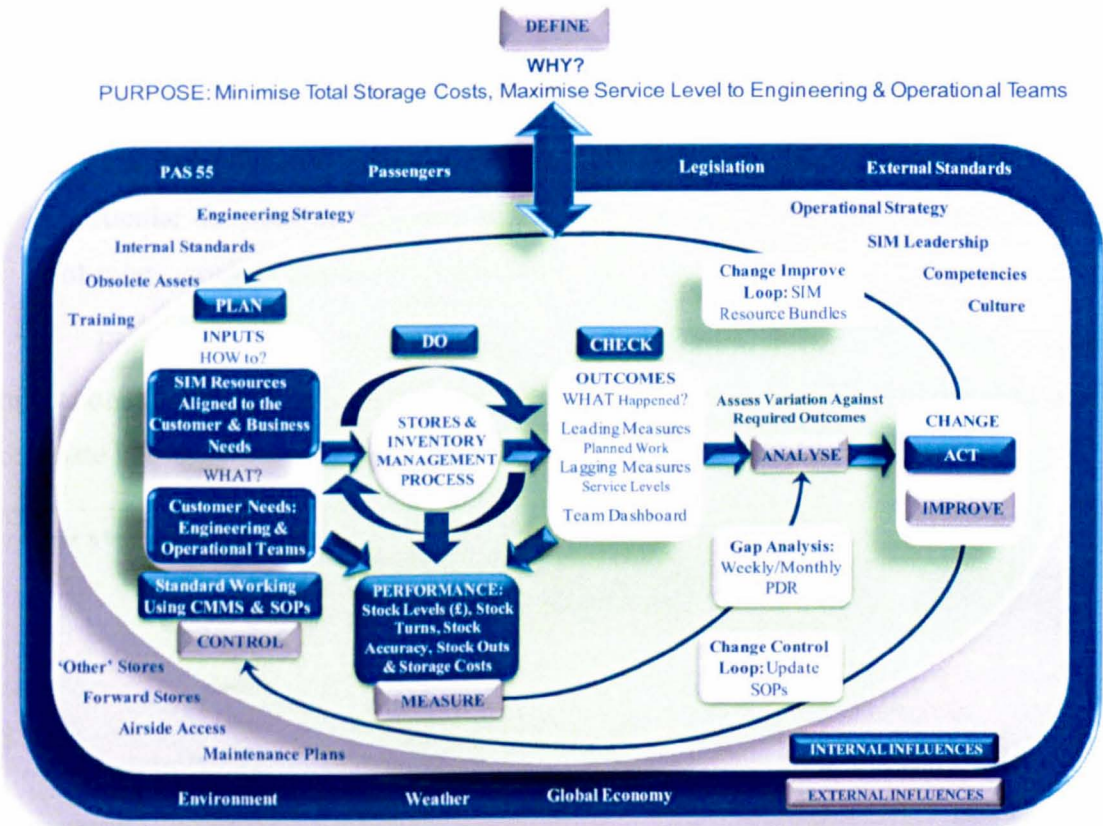 DEFINE
WHY?
PURPOSE: Minimise Total Storage Costs, Maximise Service Level to Engineering & Operational Teams
PAS 55
Passengers
Legislation
External Standards
Engineering Strategy
Internal Standards
Obsolete Assets
Training
Operational Strategy
SIM Leadership
Competencies
Culture
Change Improve
Loop: SIM
Resource Bundles
PLAN
INPUTS
HOW to?
SIM Resources
Aligned to the
Customer & Business
Needs
WHAT?
Customer Needs:
Engineering &
Operational Teams
Standard Working
Using CMMS & SOPs
CONTROL
DO
STORES &
INVENTORY
MANAGEMENT
PROCESS
PERFORMANCE:
Stock Levels (£), Stock
Turns, Stock
Accuracy, Stock Outs
& Storage Costs
MEASURE
CHECK
OUTCOMES
WHAT Happened?
Leading Measures
Planned Work
Lagging Measures
Service Levels
Team Dashboard
Assess Variation Against
Required Outcomes
ANALYSE
CHANGE
ACT
IMPROVE
Gap Analysis:
Weekly/Monthly
PDR
Change Control
Loop: Update
SOPs
'Other' Stores
Forward Stores
Airside Access
Maintenance Plans
INTERNAL INFLUENCES
Environment
Weather
Global Economy
EXTERNAL INFLUENCES